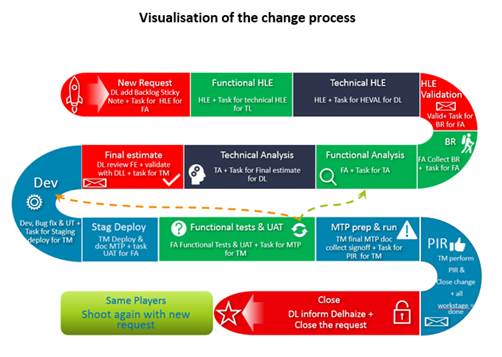 Visualisation of the change process
New Request
DL add Backlog Sticky
Note + Task for HLE for
FA
Functional HLE
HLE + Task for technical HLE
for TL
Technical HLE
HLE + Task for HEVAL for DL
HLE
Validation
Valid+ Task for
BR for FA
BR
FA Collect BR
+ task for FA
Functional Analysis
FA + Task for TA
Technical Analysis
TA + Task for Final estimate
for DL
Final estimate
DL review FE + validate
with DLL + task for TM
Dev
Dev, Bug fix & UT +
Task for Staging
deploy for TM
Stag Deploy
TM Deploy &
doc MTP + task
UAT for FA
Functional tests & UAT
FA Functional Tests & UAT + Task for MTP
for TM
MTP prep & run
TM final MTP doc
collect signoff + Task for
PIR for TM
PIR
TM perform
PIR &
Close change
+ all
workstage = done
Close
DL inform Delhaize +
Close the request
Same Players
Shoot again with new
request